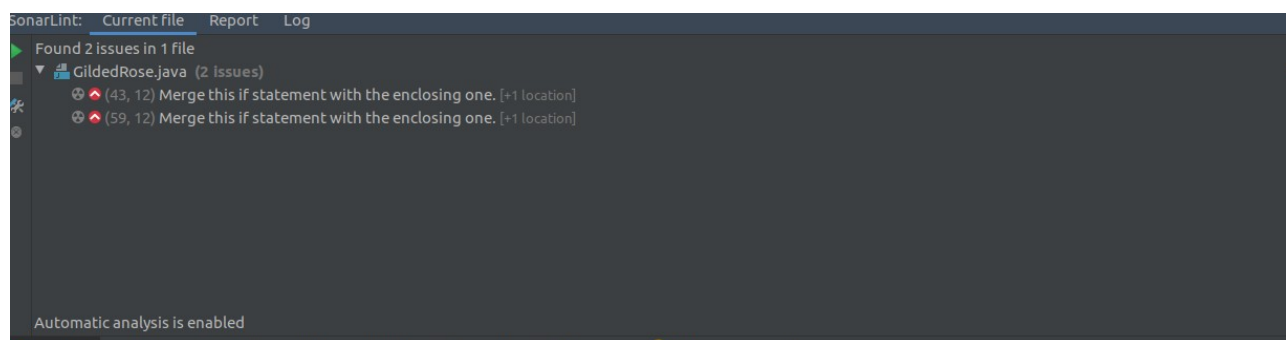 SonarLint: Current file Report Log
Found 2 issues in 1 file
GildedRose.java (2 issues)
(43, 12) Merge this if statement with the enclosing one. [+1 location]
(59, 12) Merge this if statement with the enclosing one. [+1 location]
Automatic analysis is enabled